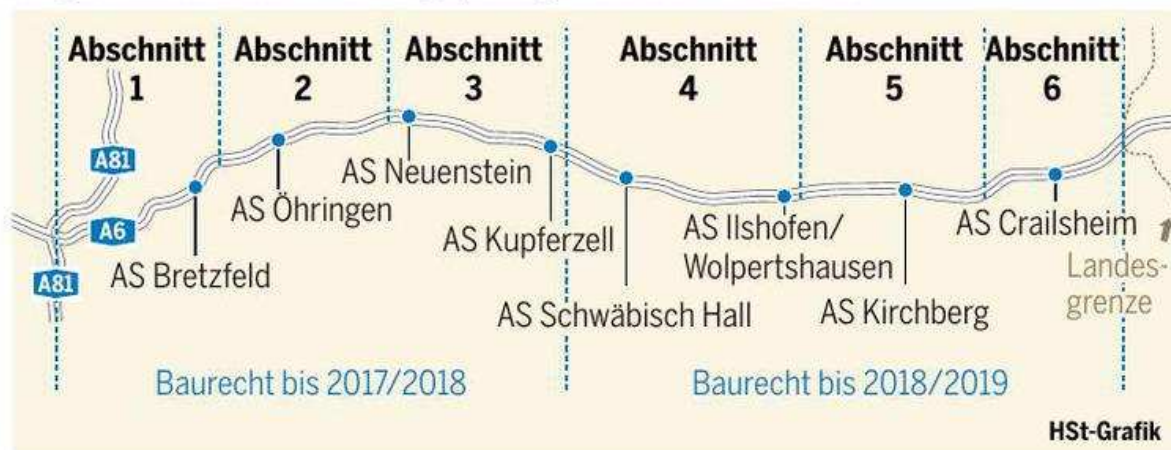 Abschnitt
1
Abschnitt
2
Abschnitt
3
Abschnitt
4
Abschnitt
5
Abschnitt
6
A81
A6
A81
AS Bretzfeld
AS Öhringen
AS Neuenstein
AS Kupferzell
AS Schwäbisch Hall
AS Ilshofen/
Wolpertshausen
AS Kirchberg
AS Crailsheim
Landes-
grenze
Baurecht bis 2017/2018
Baurecht bis 2018/2019
HSt-Grafik